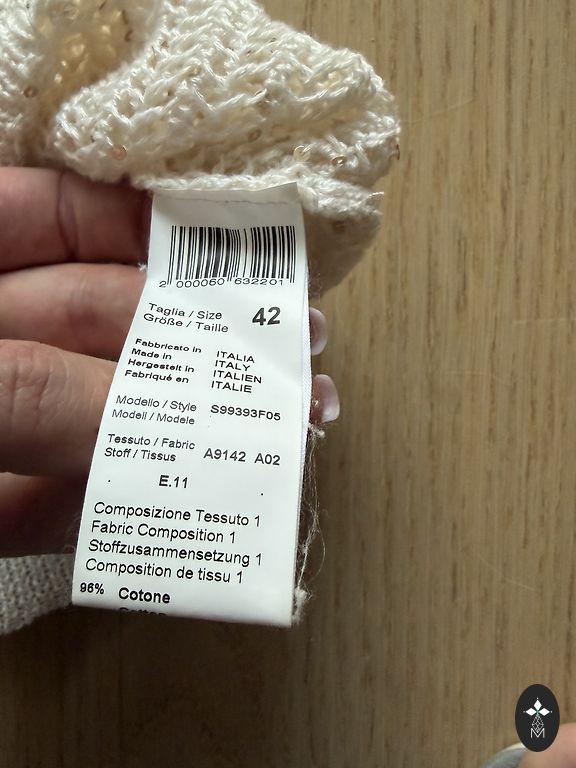 2 000060 632201
Taglia / Size
Größe / Taille
42
Fabbricato in ITALIA
Made in ITALY
Hergestellt in ITALIEN
Fabriqué en ITALIE
Modello / Style
Modell / Modele
S99393F05
Tessuto / Fabric
Stoff / Tissus
A9142 A02
E.11
Composizione Tessuto 1
Fabric Composition 1
Stoffzusammensetzung 1
Composition de tissu 1
96% Cotone
Cotton
M